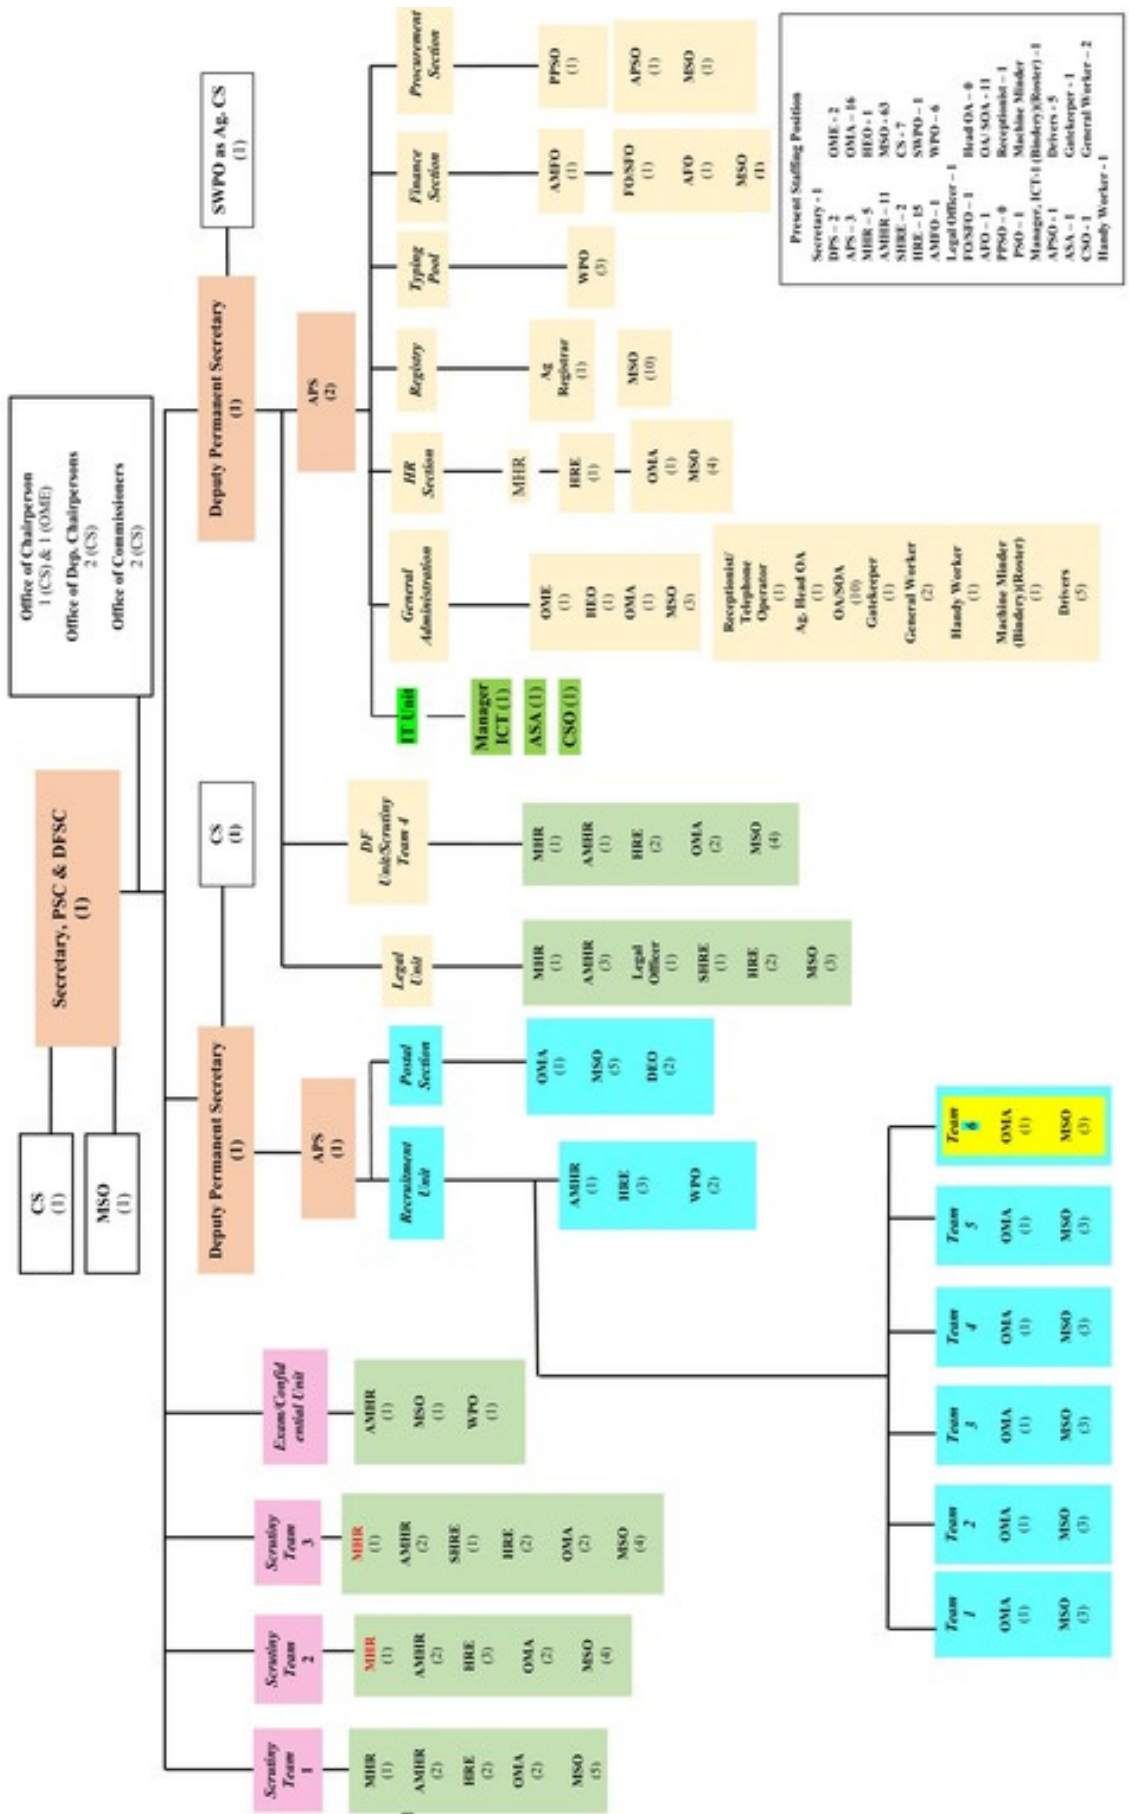 Office of Chairperson
1 (CS) & 1 (OME)
Office of Dep. Chairpersons
2 (CS)
Office of Commissioners
2 (CS)
Secretary, PSC & DFSC
(1)
CS
(1)
MSO
(1)
Deputy Permanent Secretary
(1)
CS
(1)
Deputy Permanent Secretary
(1)
SWPO as Ag. CS
(1)
Scrutiny
Team
1
MHR
(1)
AMHR
(2)
HRE
(2)
OMA
(2)
MSO
(5)
Scrutiny
Team
2
MHR
(1)
AMHR
(2)
HRE
(3)
OMA
(2)
MSO
(4)
Scrutiny
Team
3
MHR
(1)
AMHR
(2)
SHRE
(1)
HRE
(2)
OMA
(2)
MSO
(4)
Exam/Confid
ential Unit
AMHR
(1)
MSO
(1)
WPO
(1)
APS
(1)
Recruitment
Unit
AMHR
(1)
HRE
(3)
WPO
(2)
Postal
Section
OMA
(1)
MSO
(5)
DEO
(2)
Team
1
OMA
(1)
MSO
(3)
Team
2
OMA
(1)
MSO
(3)
Team
3
OMA
(1)
MSO
(3)
Team
4
OMA
(1)
MSO
(3)
Team
5
OMA
(1)
MSO
(3)
Team
6
OMA
(1)
MSO
(3)
Legal
Unit
MHR
(1)
AMHR
(3)
Legal
Officer
(1)
SHRE
(1)
HRE
(2)
MSO
(3)
DF
Unit/Scrutiny
Team 4
MHR
(1)
AMHR
(1)
HRE
(2)
OMA
(2)
MSO
(4)
APS
(2)
IT Unit
Manager
ICT (1)
ASA (1)
CSO (1)
General
Administration
OME
(1)
HEO
(1)
OMA
(1)
MSO
(3)
Receptionist/
Telephone
Operator
(1)
Ag. Head OA
(1)
OA/SOA
(10)
Gatekeeper
(1)
General Worker
(2)
Handy Worker
(1)
Machine Minder
(Bindery)(Roster)
(1)
Drivers
(5)
HR
Section
MHR
HRE
(1)
OMA
(1)
MSO
(4)
Registry
Ag
Registrar
(1)
MSO
(10)
Typing
Pool
WPO
(3)
Finance
Section
AMFO
(1)
FO/SFO
(1)
AFO
(1)
MSO
(1)
Procurement
Section
PPSO
(1)
APSO
(1)
MSO
(1)
Present Staffing Position
Secretary - 1
DPS – 2 OME - 2
APS – 3 OMA – 16
MHR – 5 HEO - 1
AMHR – 11 MSO - 63
SHRE – 2 CS - 7
HRE – 15 SWPO – 1
AMFO – 1 WPO – 6
Legal Officer – 1
FO/SFO – 1 Head OA – 0
AFO – 1 OA/ SOA - 11
PPSO – 0 Receptionist – 1
PSO – 1 Machine Minder
Manager, ICT-1 (Bindery)(Roster) -1
APSO - 1 Drivers - 5
ASA – 1 Gatekeeper - 1
CSO - 1 General Worker – 2
Handy Worker - 1